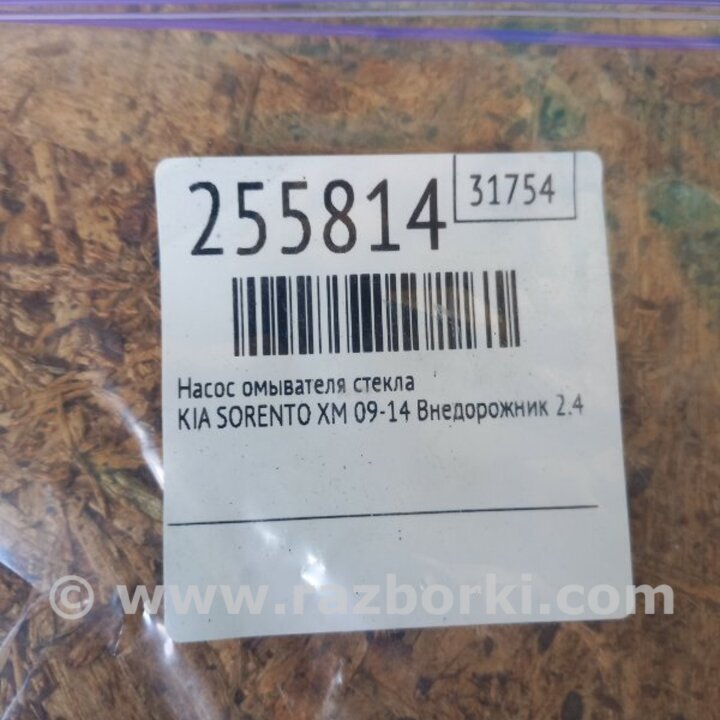 255814
31754
Насос омывателя стекла
KIA SORENTO XM 09-14 Внедорожник 2.4
© www.razborki.com